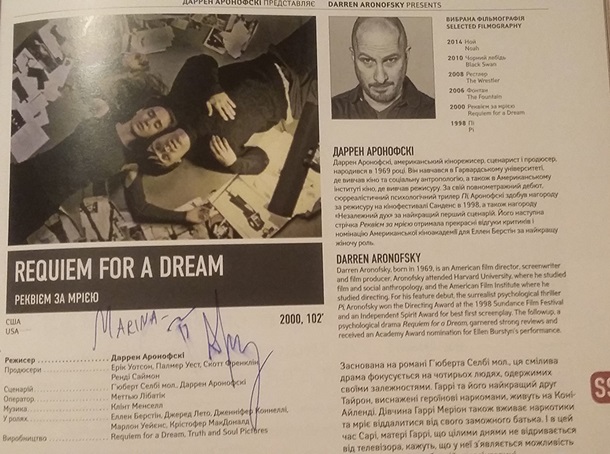 ДАРРЕН АРОНОФСКІ ПРЕДСТАВЛЯЄ DARREN ARONOFSKY PRESENTS
REQUIEM FOR A DREAM
РЕКВІЄМ ЗА МРІЄЮ
США
USA
2000, 102'
MARINA
Режисер Даррен Аронофскі
Продюсери Ерік Уотсон, Палмер Уест, Скотт Френклін,
Ренді Саймон
Сценарій Г'юберт Селбі мол., Даррен Аронофскі
Оператор Меттью Лібатік
Музика Клінт Менселл
У ролях Еллен Берстін, Джеред Лето, Дженніфер Коннеллі,
Марлон Уейєнс, Крістофер МакДоналд
Виробництво Requiem for a Dream, Truth and Soul Pictures
ВИБРАНА ФІЛЬМОГРАФІЯ
SELECTED FILMOGRAPHY
2014 Ной
Noah
2010 Чорний лебідь
Black Swan
2008 Рестлер
The Wrestler
2006 Фонтан
The Fountain
2000 Реквієм за мрією
Requiem for a Dream
1998 Пі
Pi
ДАРРЕН АРОНОФСКІ
Даррен Аронофскі, американський кінорежисер, сценарист і продюсер,
народився в 1969 році. Він навчався в Гарвардському університеті,
де вивчав кіно та соціальну антропологію, а також в Американському
інституті кіно, де вивчав режисуру. За свій повнометражний дебют,
сюрреалістичний психологічний трилер Пі, Аронофскі здобув нагороду
за режисуру на кінофестивалі Санденс в 1998, а також нагороду
«Незалежний дух» за найкращий перший сценарій. Його наступна
стрічка Реквієм за мрією отримала прекрасні відгуки критиків і
номінацію Американської кіноакадемії для Еллен Берстін за найкращу
жіночу роль.
DARREN ARONOFSKY
Darren Aronofsky, born in 1969, is an American film director, screenwriter
and film producer. Aronofsky attended Harvard University, where he studied
film and social anthropology, and the American Film Institute where he
studied directing. For his feature debut, the surrealist psychological thriller
Pi, Aronofsky won the Directing Award at the 1998 Sundance Film Festival
and an Independent Spirit Award for best first screenplay. The followup, a
psychological drama Requiem for a Dream, garnered strong reviews and
received an Academy Award nomination for Ellen Burstyn's performance.
Заснована на романі Г'юберта Селбі мол., ця смілива
драма фокусується на чотирьох людях, одержимих
своїми залежностями. Гаррі та його найкращий друг
Тайрон, виснажені героїнові наркомани, живуть на Коні-
Айленді. Дівчина Гаррі Меріон також вживає наркотики
та мріє віддалитися від свого заможного батька. В цей
час Сарі, матері Гаррі, що цілими днями не відривається
від телевізора, кажуть, що у неї з'явяється можливість